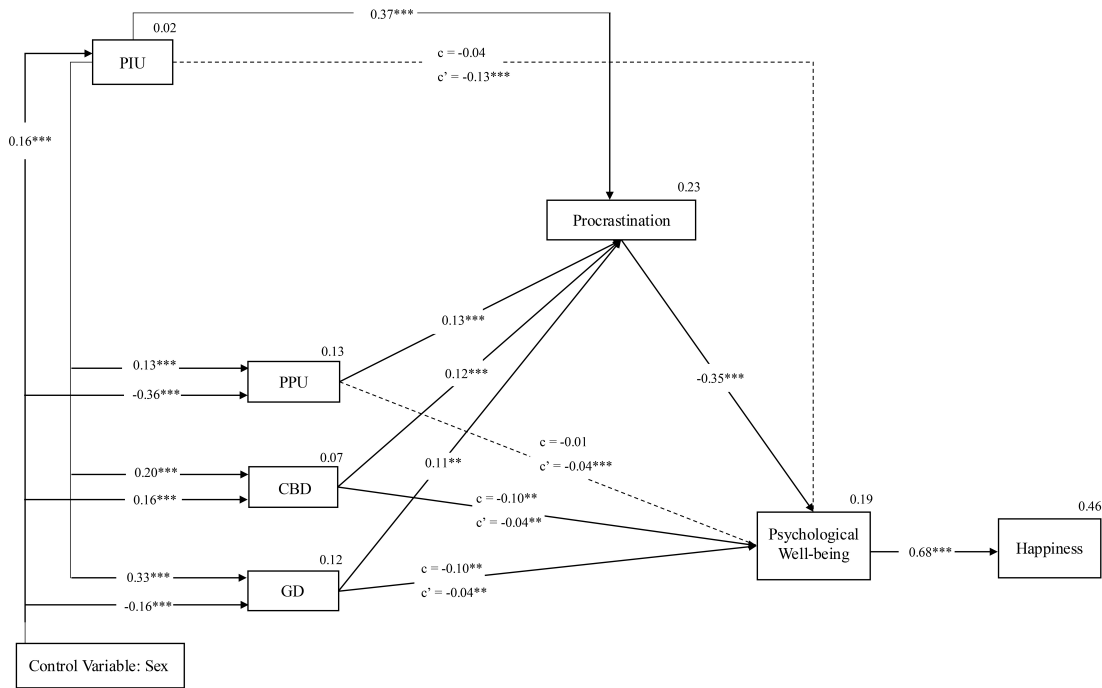 0.37***
0.02
PIU
c = -0.04
c’ = -0.13***
0.16***
0.23
Procrastination
0.13***
0.13
0.13***
PPU
-0.36***
0.12***
-0.35***
c = -0.01
c’ = -0.04***
0.11**
0.07
0.20***
CBD
0.16***
c = -0.10**
c’ = -0.04**
0.19
Psychological
Well-being
0.46
Happiness
0.68***
0.12
0.33***
GD
-0.16***
c = -0.10**
c’ = -0.04**
Control Variable: Sex